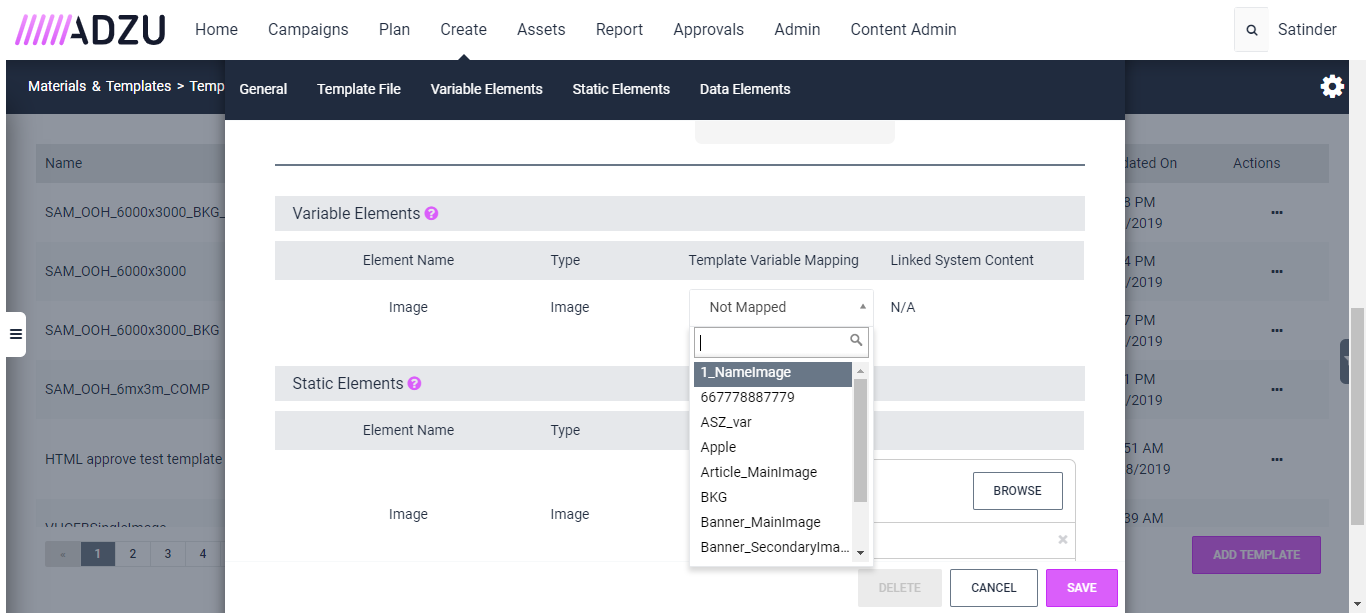 ADZU Home Campaigns Plan Create Assets Report Approvals Admin Content Admin Satinder
Materials & Templates > Temp
General Template File Variable Elements Static Elements Data Elements
Name
dated On Actions
SAM_OOH_6000x3000_BKG_
8 PM
/2019
SAM_OOH_6000x3000
4 PM
/2019
SAM_OOH_6000x3000_BKG
7 PM
/2019
SAM_OOH_6mx3m_COMP
1 PM
/2019
HTML approve test template
51 AM
8/2019
39 AM
« 1 2 3 4
ADD TEMPLATE
Variable Elements ?
Element Name Type Template Variable Mapping Linked System Content
Image Image Not Mapped N/A
1_NameImage
667778887779
ASZ_var
Apple
Article_MainImage
BKG
Banner_MainImage
Banner_SecondaryIma...
Static Elements ?
Element Name Type
Image Image BROWSE
DELETE CANCEL SAVE